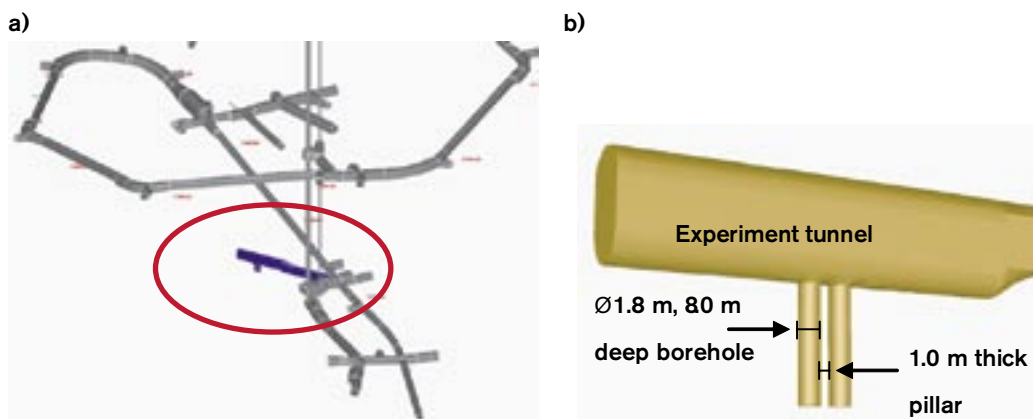 a)
b)
Experiment tunnel
Ø1.8 m, 8.0 m
deep borehole
1.0 m thick
pillar